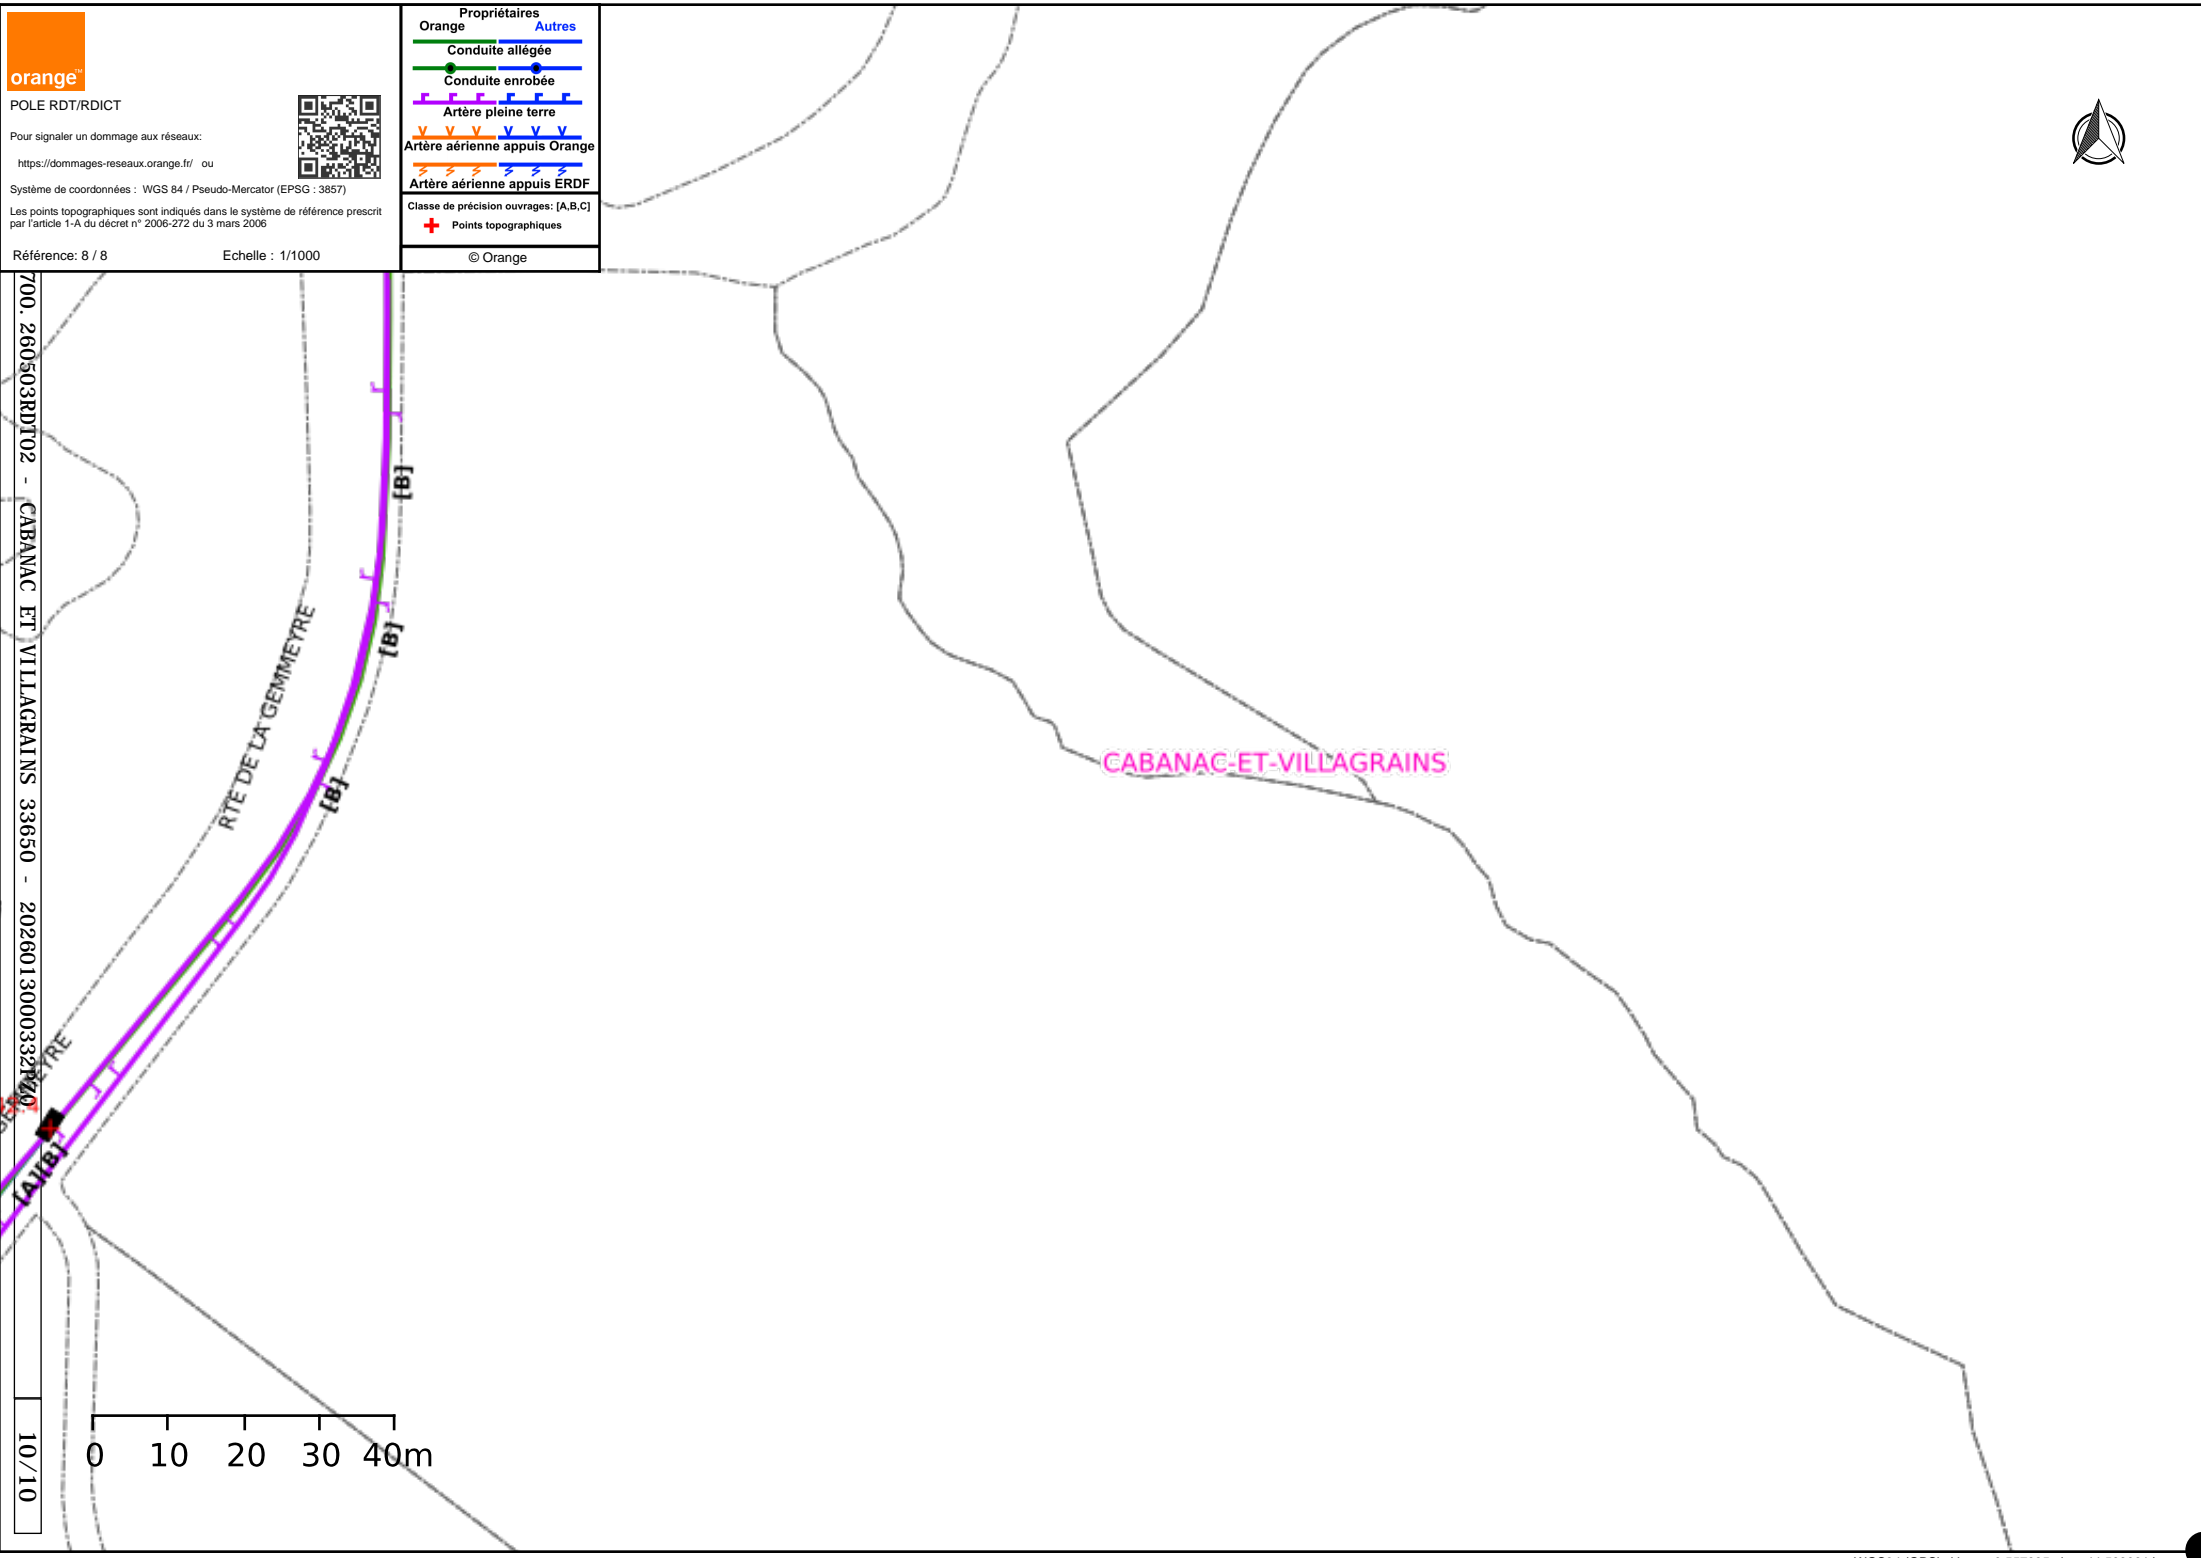 orange™
POLE RDT/RDICT
Pour signaler un dommage aux réseaux:
https://dommages-reseaux.orange.fr/ ou
Système de coordonnées : WGS 84 / Pseudo-Mercator (EPSG : 3857)
Les points topographiques sont indiqués dans le système de référence prescrit
par l'article 1-A du décret n° 2006-272 du 3 mars 2006
Référence: 8 / 8 Echelle : 1/1000
Propriétaires
Orange Autres
Conduite allégée
Conduite enrobée
Artère pleine terre
Artère aérienne appuis Orange
Artère aérienne appuis ERDF
Classe de précision ouvrages: [A,B,C]
Points topographiques
© Orange
700. 260503RDT02 - CABANAC ET VILLAGRAINS 33650 -
[B]
[B]
RTE DE LA GEMMEYRE
[B]
CABANAC-ET-VILLAGRAINS
[A][B]
0 10 20 30 40m
10/10